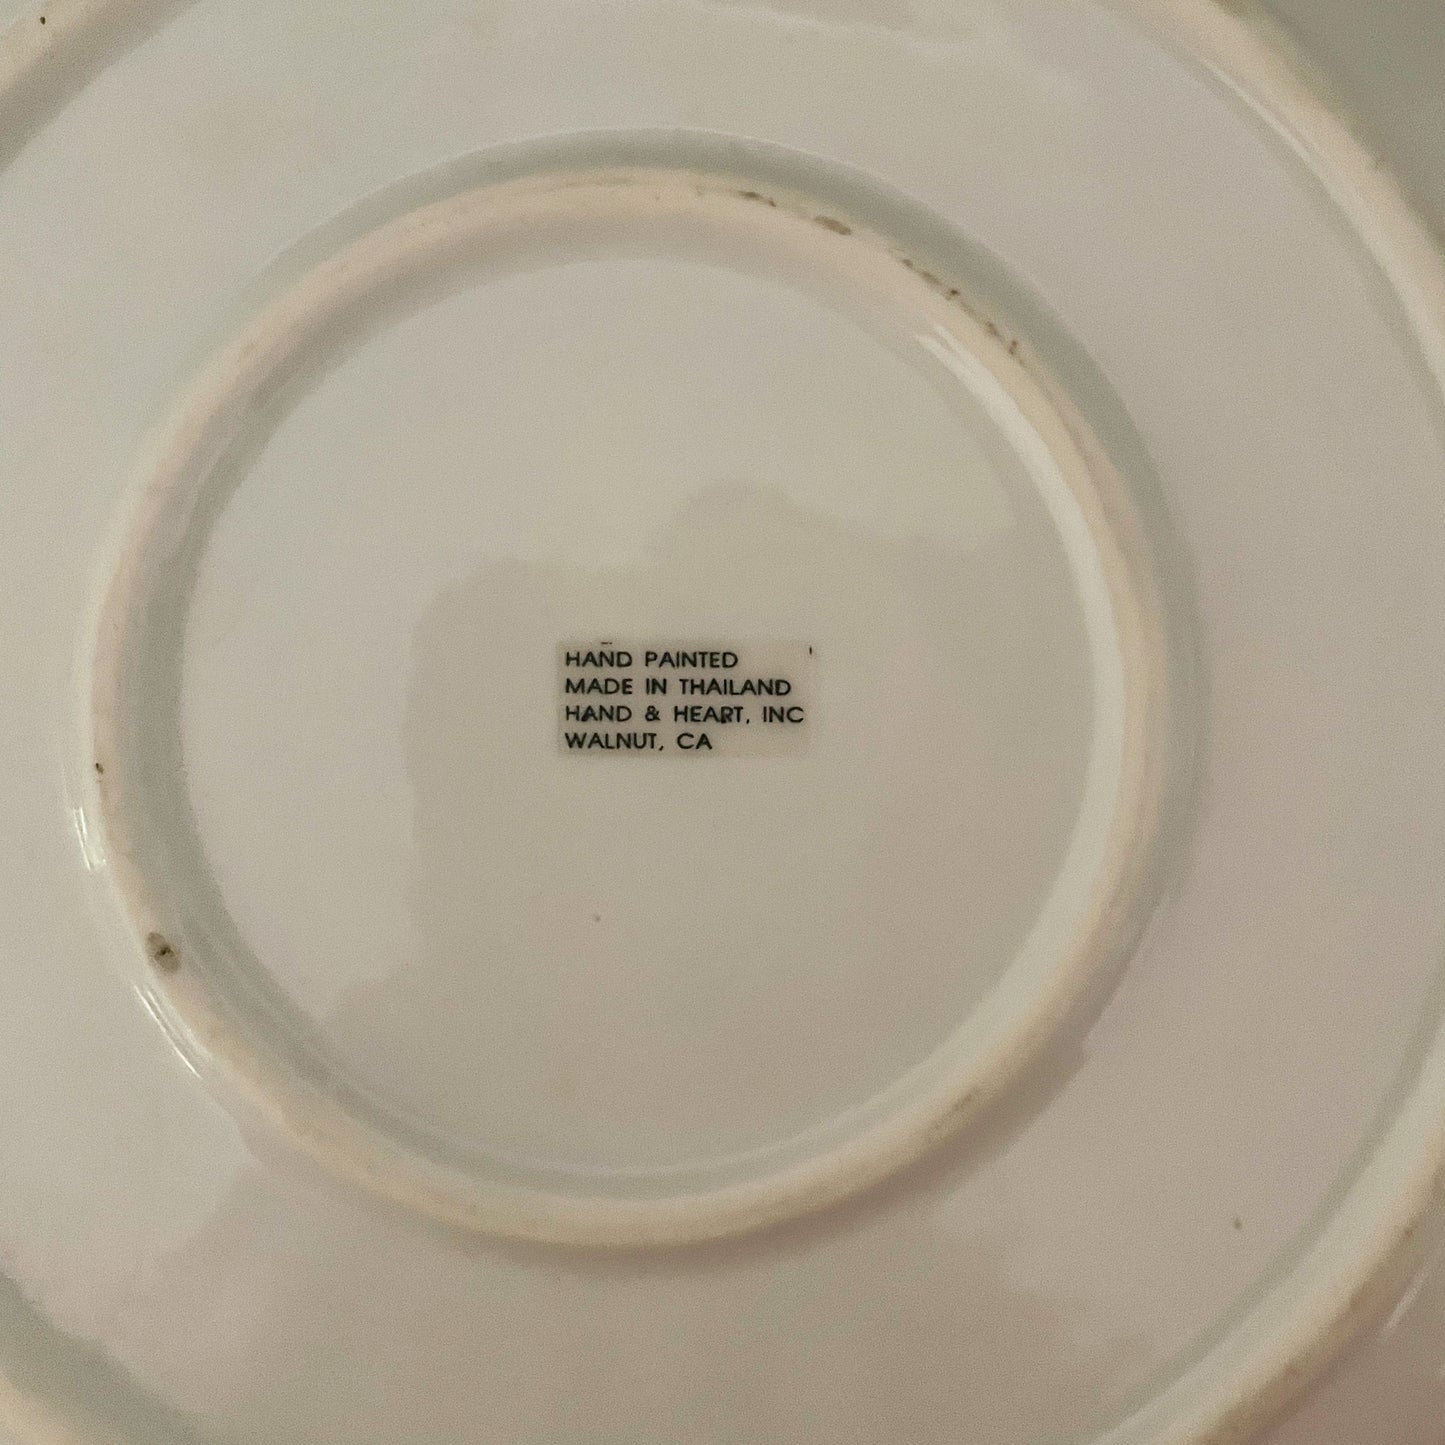 HAND PAINTED
MADE IN THAILAND
HAND & HEART, INC
WALNUT, CA